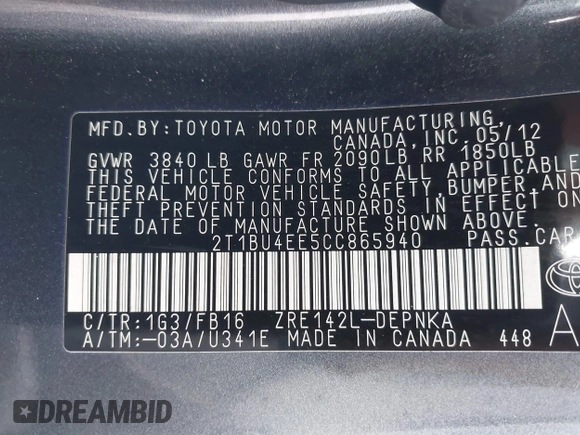 MFD.BY:TOYOTA MOTOR MANUFACTURING,
CANADA,INC.05/12
GVWR 3840 LB GAWR FR 2090LB RR 1850LB
THIS VEHICLE CONFORMS TO ALL APPLICABLE
FEDERAL MOTOR VEHICLE SAFETY,BUMPER,AND
THEFT PREVENTION STANDARDS IN EFFECT ON
THE DATE OF MANUFACTURE SHOWN ABOVE.
2T1BU4EE5CC865940 PASS.CAR
C/TR:1G3/FB16 ZRE142L-DEPNKA
A/TM:-03A/U341E MADE IN CANADA 448
A
DREAMBID